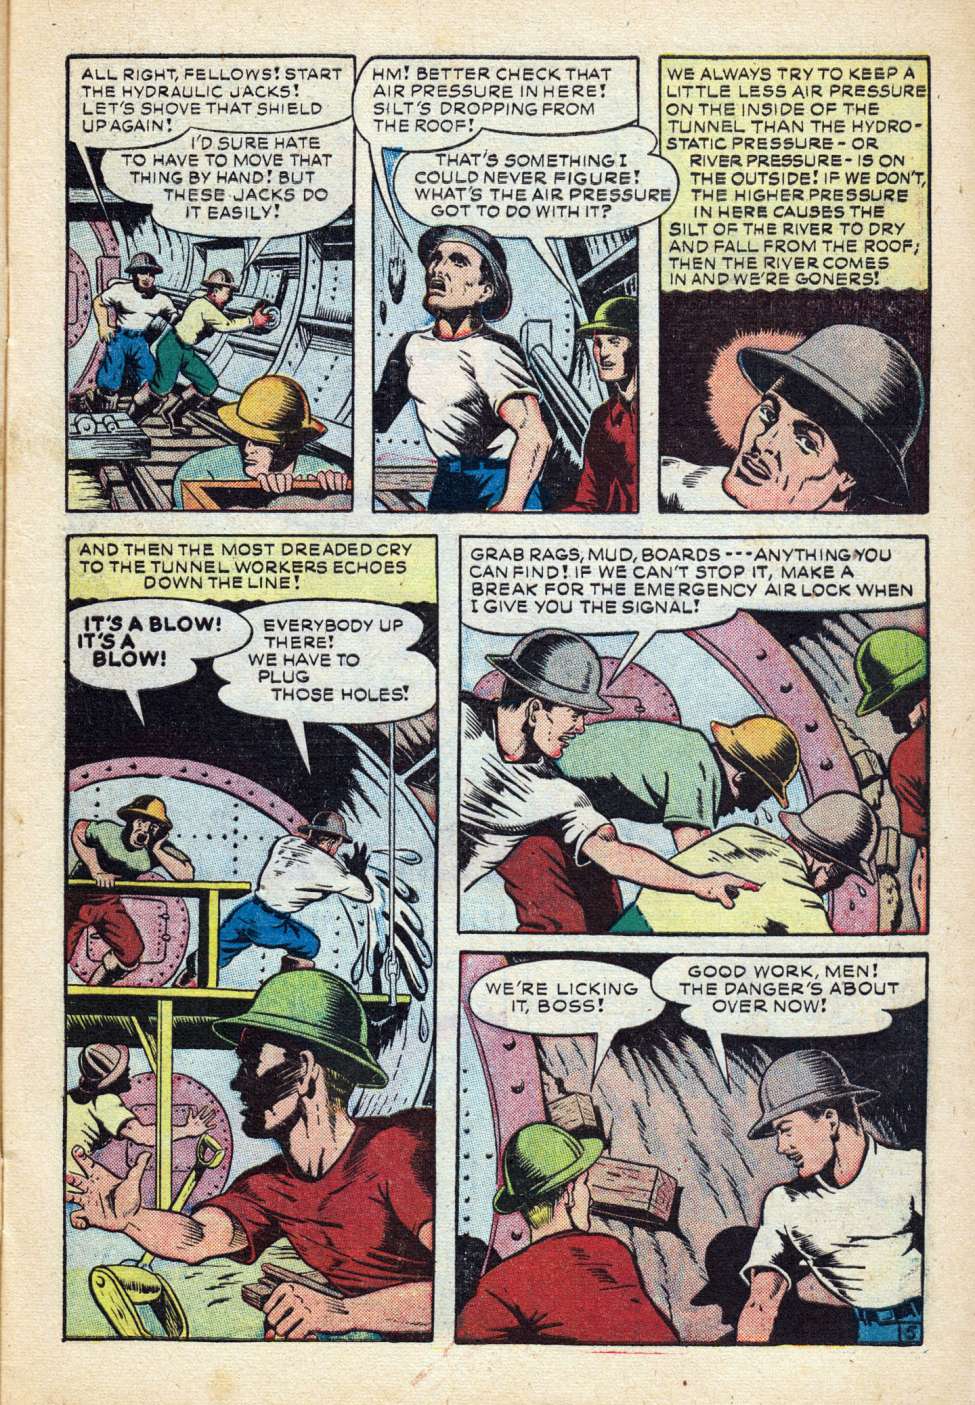 ALL RIGHT, FELLOWS! START
THE HYDRAULIC JACKS!
LET'S SHOVE THAT SHIELD
UP AGAIN!
I'D SURE HATE
TO HAVE TO MOVE THAT
THING BY HAND! BUT
THESE JACKS DO
IT EASILY!
HM! BETTER CHECK THAT
AIR PRESSURE IN HERE!
SILT'S DROPPING FROM
THE ROOF!
THAT'S SOMETHING I
COULD NEVER FIGURE!
WHAT'S THE AIR PRESSURE
GOT TO DO WITH IT?
WE ALWAYS TRY TO KEEP A
LITTLE LESS AIR PRESSURE
ON THE INSIDE OF THE
TUNNEL THAN THE HYDRO-
STATIC PRESSURE - OR
RIVER PRESSURE - IS ON
THE OUTSIDE! IF WE DON'T,
THE HIGHER PRESSURE
IN HERE CAUSES THE
SILT OF THE RIVER TO DRY
AND FALL FROM THE ROOF;
THEN THE RIVER COMES
IN AND WE'RE GONERS!
AND THEN THE MOST DREADED CRY
TO THE TUNNEL WORKERS ECHOES
DOWN THE LINE!
IT'S A BLOW!
IT'S A
BLOW!
EVERYBODY UP
THERE!
WE HAVE TO
PLUG
THOSE HOLES!
GRAB RAGS, MUD, BOARDS --- ANYTHING YOU
CAN FIND! IF WE CAN'T STOP IT, MAKE A
BREAK FOR THE EMERGENCY AIR LOCK WHEN
I GIVE YOU THE SIGNAL!
WE'RE LICKING
IT, BOSS!
GOOD WORK, MEN!
THE DANGER'S ABOUT
OVER NOW!
5